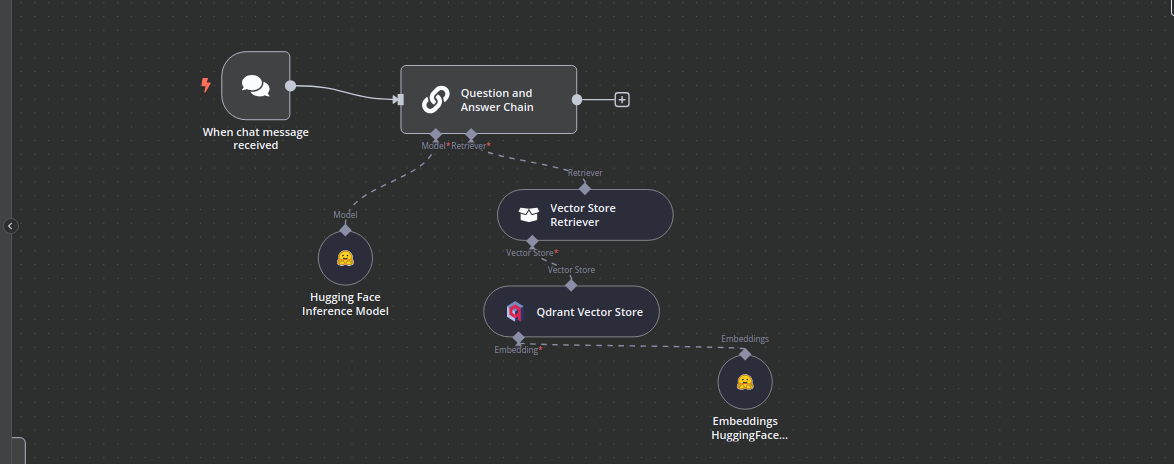 Question and
Answer Chain
When chat message
received
Model*
Retriever*
Retriever
Vector Store
Retriever
Model
Vector Store*
Vector Store
Hugging Face
Inference Model
Qdrant Vector Store
Embedding*
Embeddings
Embeddings
HuggingFace...